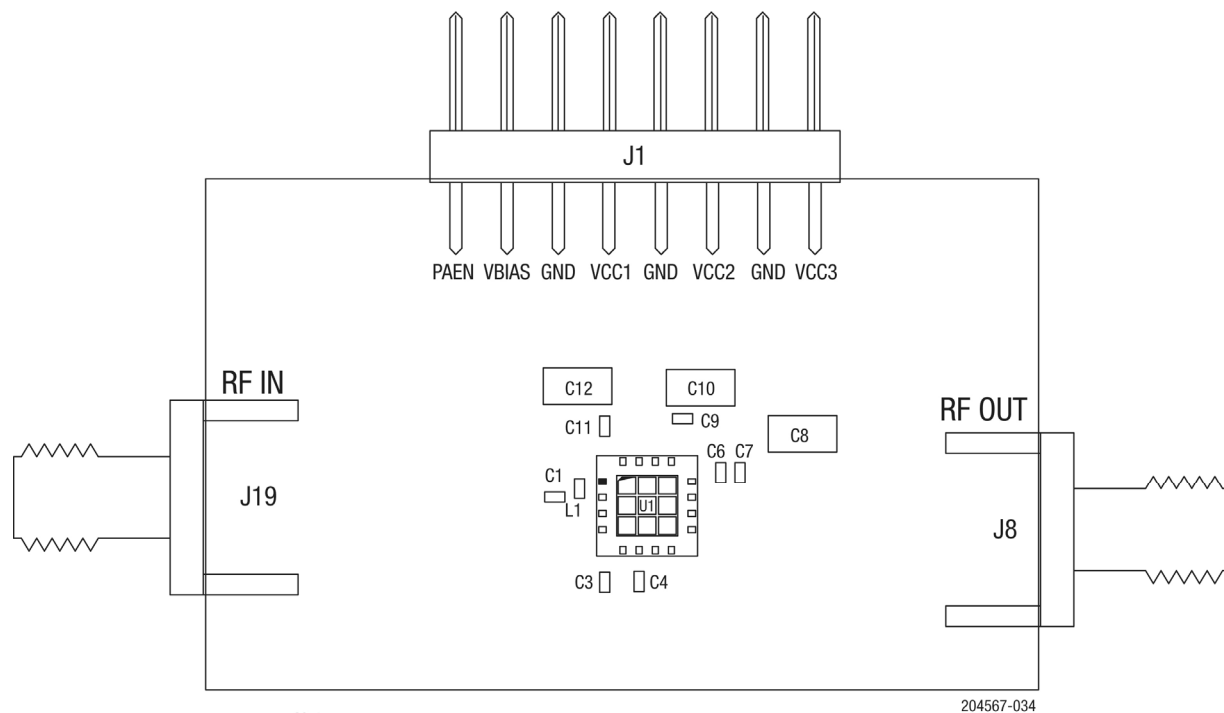 J1
PAEN VBIAS GND VCC1 GND VCC2 GND VCC3
RF IN
C12
C10
RF OUT
C11
C9
C8
C6 C7
C1
J19
L1
U1
J8
C3
C4
204567-034